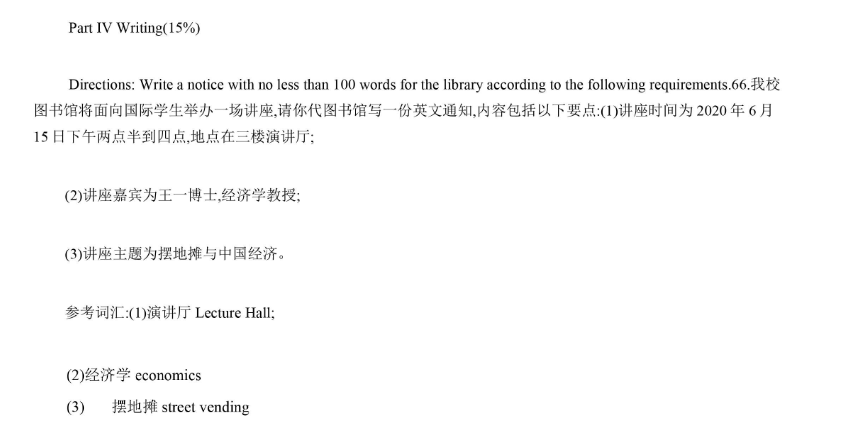 Part IV Writing(15%)
Directions: Write a notice with no less than 100 words for the library according to the following requirements.66.我校
图书馆将面向国际学生举办一场讲座,请你代图书馆写一份英文通知,内容包括以下要点:(1)讲座时间为 2020 年 6 月
15 日下午两点半到四点,地点在三楼演讲厅;
(2)讲座嘉宾为王一博士,经济学教授;
(3)讲座主题为摆地摊与中国经济。
参考词汇:(1)演讲厅 Lecture Hall;
(2)经济学 economics
(3) 摆地摊 street vending